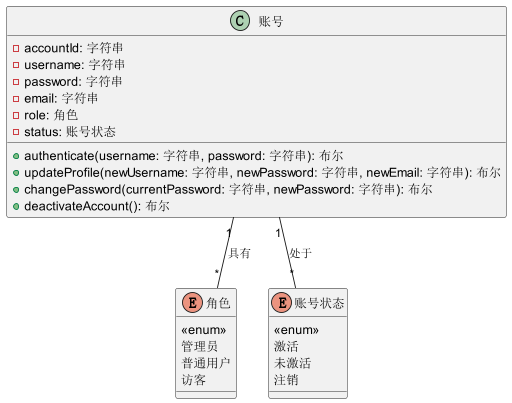 C 账号
accountId: 字符串
username: 字符串
password: 字符串
email: 字符串
role: 角色
status: 账号状态
authenticate(username: 字符串, password: 字符串): 布尔
updateProfile(newUsername: 字符串, newPassword: 字符串, newEmail: 字符串): 布尔
changePassword(currentPassword: 字符串, newPassword: 字符串): 布尔
deactivateAccount(): 布尔
1
1
具有
处于
*
*
E 角色
«enum»
管理员
普通用户
访客
E 账号状态
«enum»
激活
未激活
注销